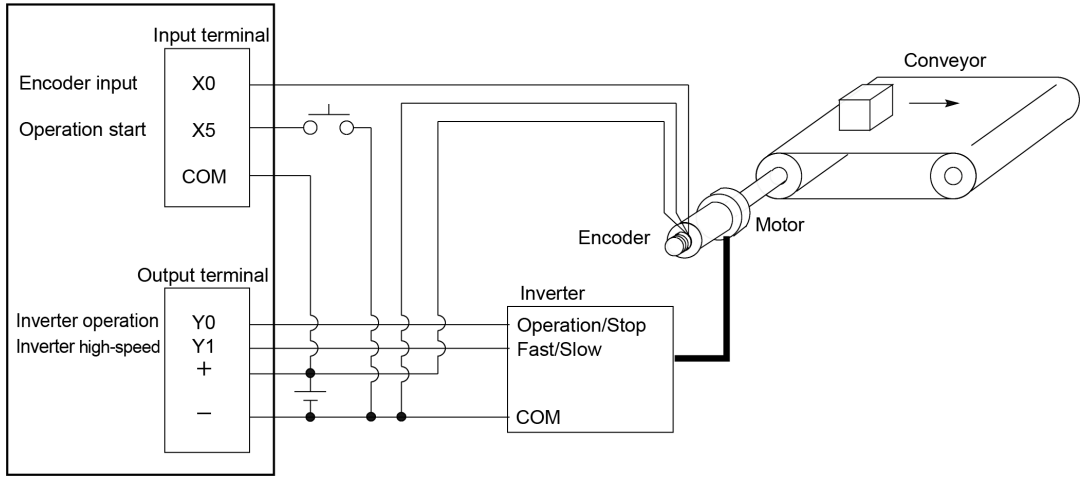 Input terminal
Conveyor
Encoder input
X0
Operation start
X5
COM
Encoder
Motor
Output terminal
Inverter
Inverter operation
Y0
Operation/Stop
Inverter high-speed
Y1
Fast/Slow
+
−
COM